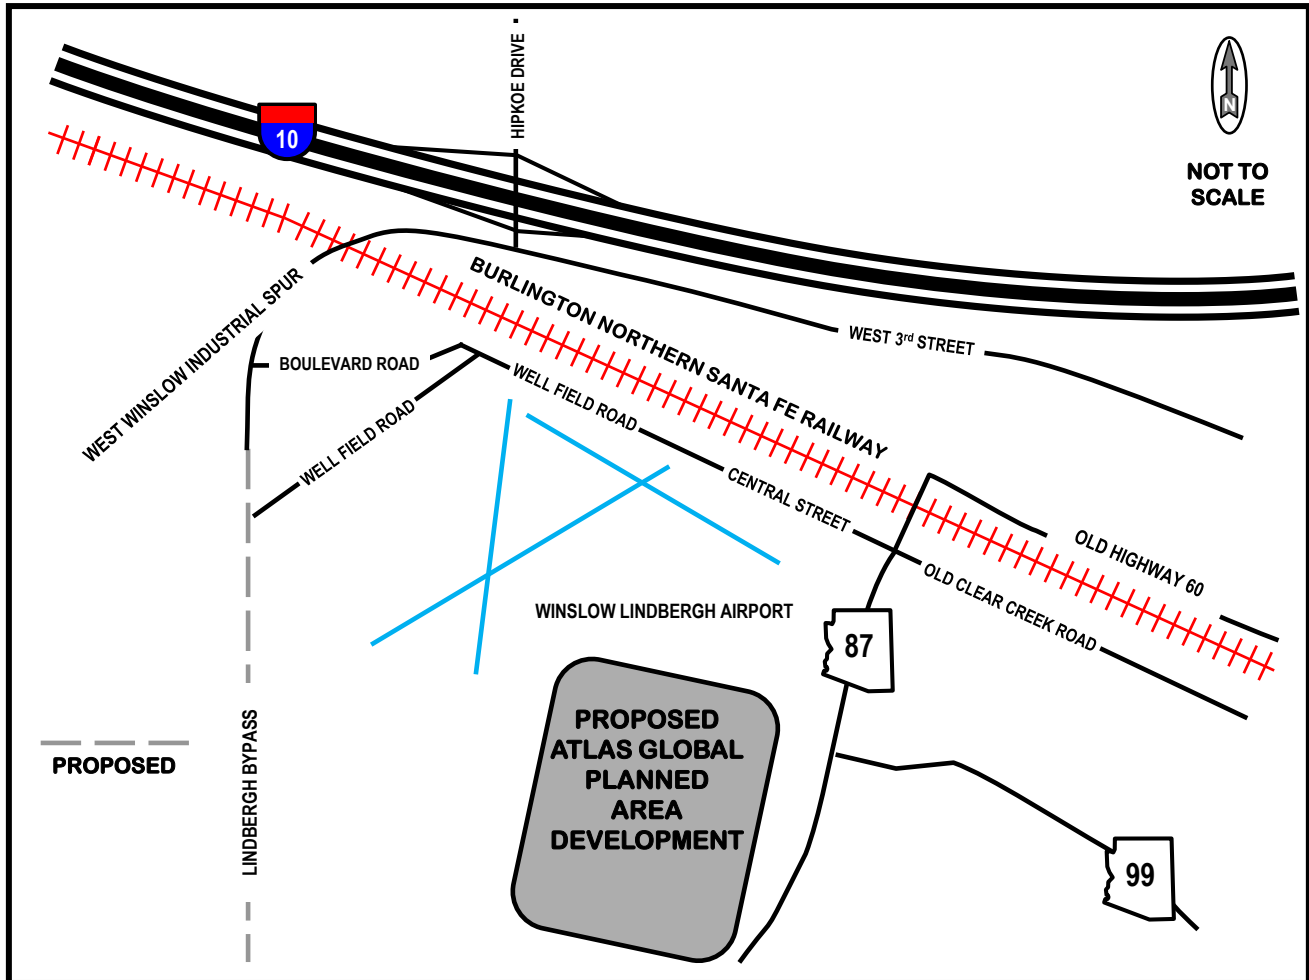 HIPKOE DRIVE
10
N
NOT TO
SCALE
BURLINGTON NORTHERN SANTA FE RAILWAY
WEST 3rd STREET
WEST WINSLOW INDUSTRIAL SPUR
BOULEVARD ROAD
WELL FIELD ROAD
WELL FIELD ROAD
CENTRAL STREET
OLD HIGHWAY 60
OLD CLEAR CREEK ROAD
WINSLOW LINDBERGH AIRPORT
87
PROPOSED
ATLAS GLOBAL
PLANNED
AREA
DEVELOPMENT
PROPOSED
LINDBERGH BYPASS
99